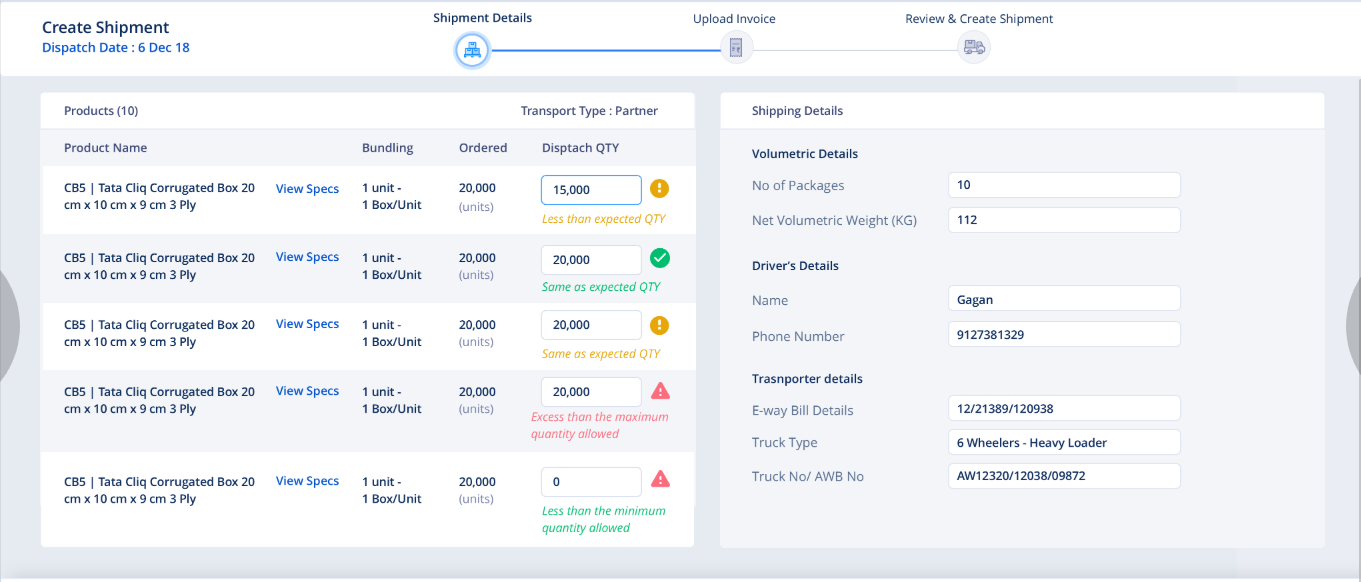 Create Shipment
Dispatch Date : 6 Dec 18
Shipment Details
Upload Invoice
Review & Create Shipment
Products (10)
Transport Type : Partner
Product Name
Bundling
Ordered
Disptach QTY
CB5 | Tata Cliq Corrugated Box 20
cm x 10 cm x 9 cm 3 Ply
View Specs
1 unit -
1 Box/Unit
20,000
(units)
15,000
Less than expected QTY
CB5 | Tata Cliq Corrugated Box 20
cm x 10 cm x 9 cm 3 Ply
View Specs
1 unit -
1 Box/Unit
20,000
(units)
20,000
Same as expected QTY
CB5 | Tata Cliq Corrugated Box 20
cm x 10 cm x 9 cm 3 Ply
View Specs
1 unit -
1 Box/Unit
20,000
(units)
20,000
Same as expected QTY
CB5 | Tata Cliq Corrugated Box 20
cm x 10 cm x 9 cm 3 Ply
View Specs
1 unit -
1 Box/Unit
20,000
(units)
20,000
Excess than the maximum
quantity allowed
CB5 | Tata Cliq Corrugated Box 20
cm x 10 cm x 9 cm 3 Ply
View Specs
1 unit -
1 Box/Unit
20,000
(units)
0
Less than the minimum
quantity allowed
Shipping Details
Volumetric Details
No of Packages
10
Net Volumetric Weight (KG)
112
Driver's Details
Name
Gagan
Phone Number
9127381329
Trasnporter details
E-way Bill Details
12/21389/120938
Truck Type
6 Wheelers - Heavy Loader
Truck No/ AWB No
AW12320/12038/09872